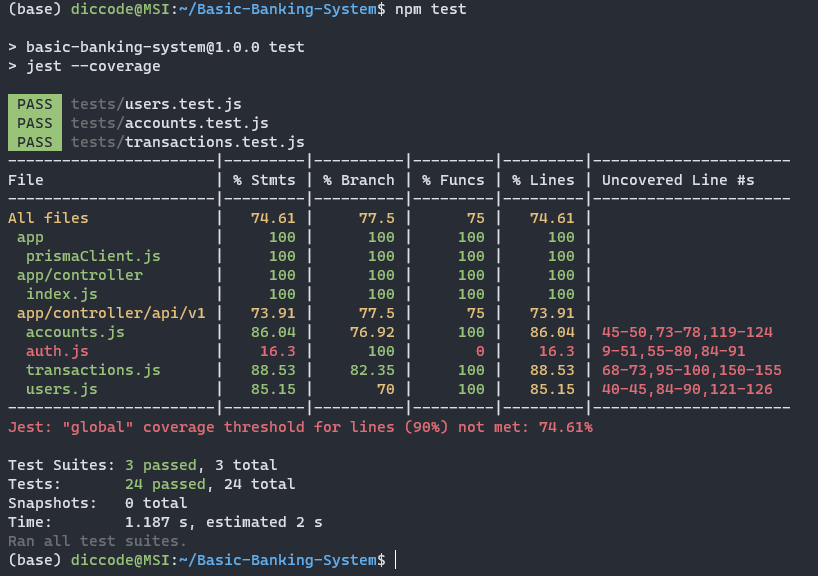 (base) diccode@MSI:~/Basic-Banking-System$ npm test
> basic-banking-system@1.0.0 test
> jest --coverage
PASS tests/users.test.js
PASS tests/accounts.test.js
PASS tests/transactions.test.js
-----------------------|---------|----------|---------|---------|----------------------
File                   | % Stmts | % Branch | % Funcs | % Lines | Uncovered Line #s
-----------------------|---------|----------|---------|---------|----------------------
All files              |   74.61 |     77.5 |      75 |   74.61 |
 app                   |     100 |      100 |     100 |     100 |
  prismaClient.js      |     100 |      100 |     100 |     100 |
 app/controller        |     100 |      100 |     100 |     100 |
  index.js             |     100 |      100 |     100 |     100 |
 app/controller/api/v1 |   73.91 |     77.5 |      75 |   73.91 |
  accounts.js          |   86.04 |    76.92 |     100 |   86.04 | 45-50,73-78,119-124
  auth.js              |    16.3 |      100 |       0 |    16.3 | 9-51,55-80,84-91
  transactions.js      |   88.53 |    82.35 |     100 |   88.53 | 68-73,95-100,150-155
  users.js             |   85.15 |       70 |     100 |   85.15 | 40-45,84-90,121-126
-----------------------|---------|----------|---------|---------|----------------------
Jest: "global" coverage threshold for lines (90%) not met: 74.61%
Test Suites: 3 passed, 3 total
Tests:       24 passed, 24 total
Snapshots:   0 total
Time:        1.187 s, estimated 2 s
Ran all test suites.
(base) diccode@MSI:~/Basic-Banking-System$